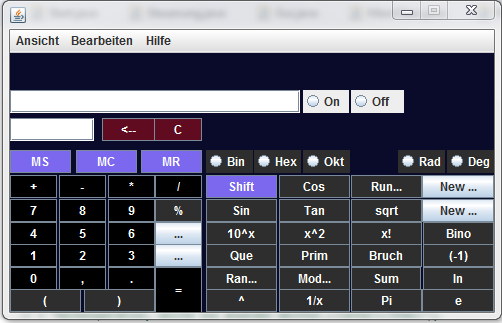 Ansicht Bearbeiten Hilfe
On Off
<-- C
MS MC MR Bin Hex Okt Rad Deg
+ - * / Shift Cos Run... New ...
7 8 9 % Sin Tan sqrt New ...
4 5 6 ... 10^x x^2 x! Bino
1 2 3 ... Que Prim Bruch (-1)
0 , . = Ran... Mod... Sum In
( ) ^ 1/x Pi e